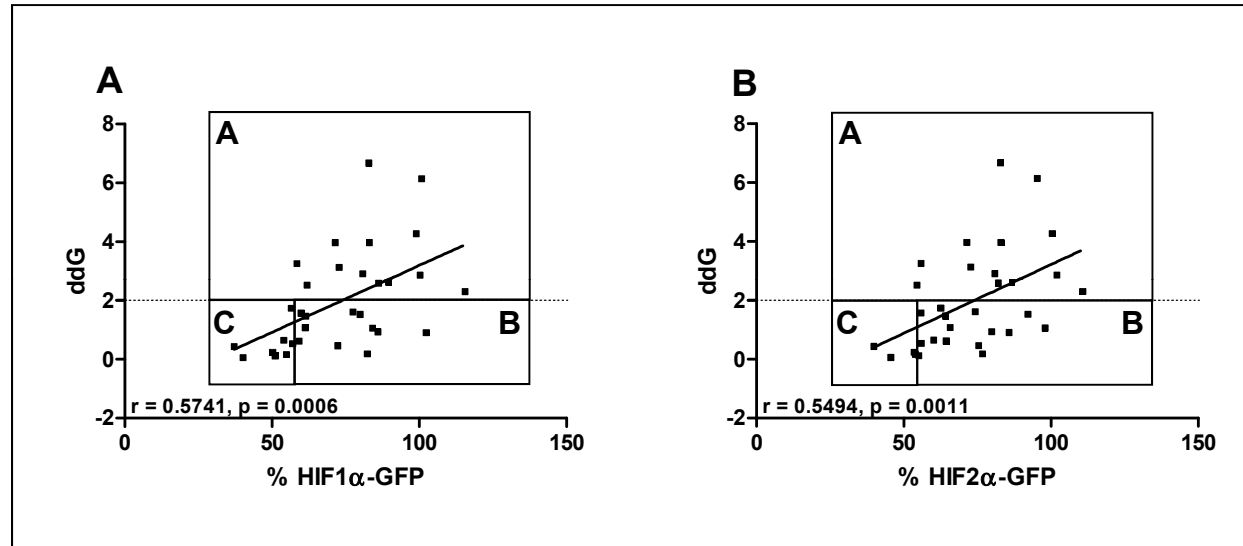 A
A
C
B
8
6
4
2
0
-2
ddG
r = 0.5741, p = 0.0006
0
50
100
150
% HIF1α-GFP
B
A
C
B
8
6
4
2
0
-2
ddG
r = 0.5494, p = 0.0011
0
50
100
150
% HIF2α-GFP